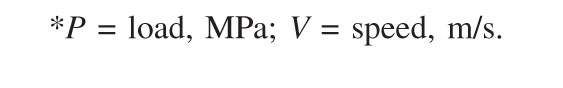 *P = load, MPa; V = speed, m/s.